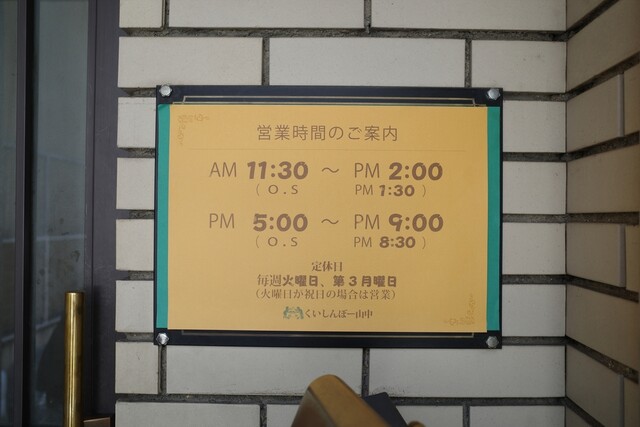 営業時間のご案内
AM 11:30 ～ PM 2:00
( O.S PM 1:30 )
PM 5:00 ～ PM 9:00
( O.S PM 8:30 )
定休日
毎週火曜日、第3月曜日
(火曜日が祝日の場合は営業)
くいしんぼー山中